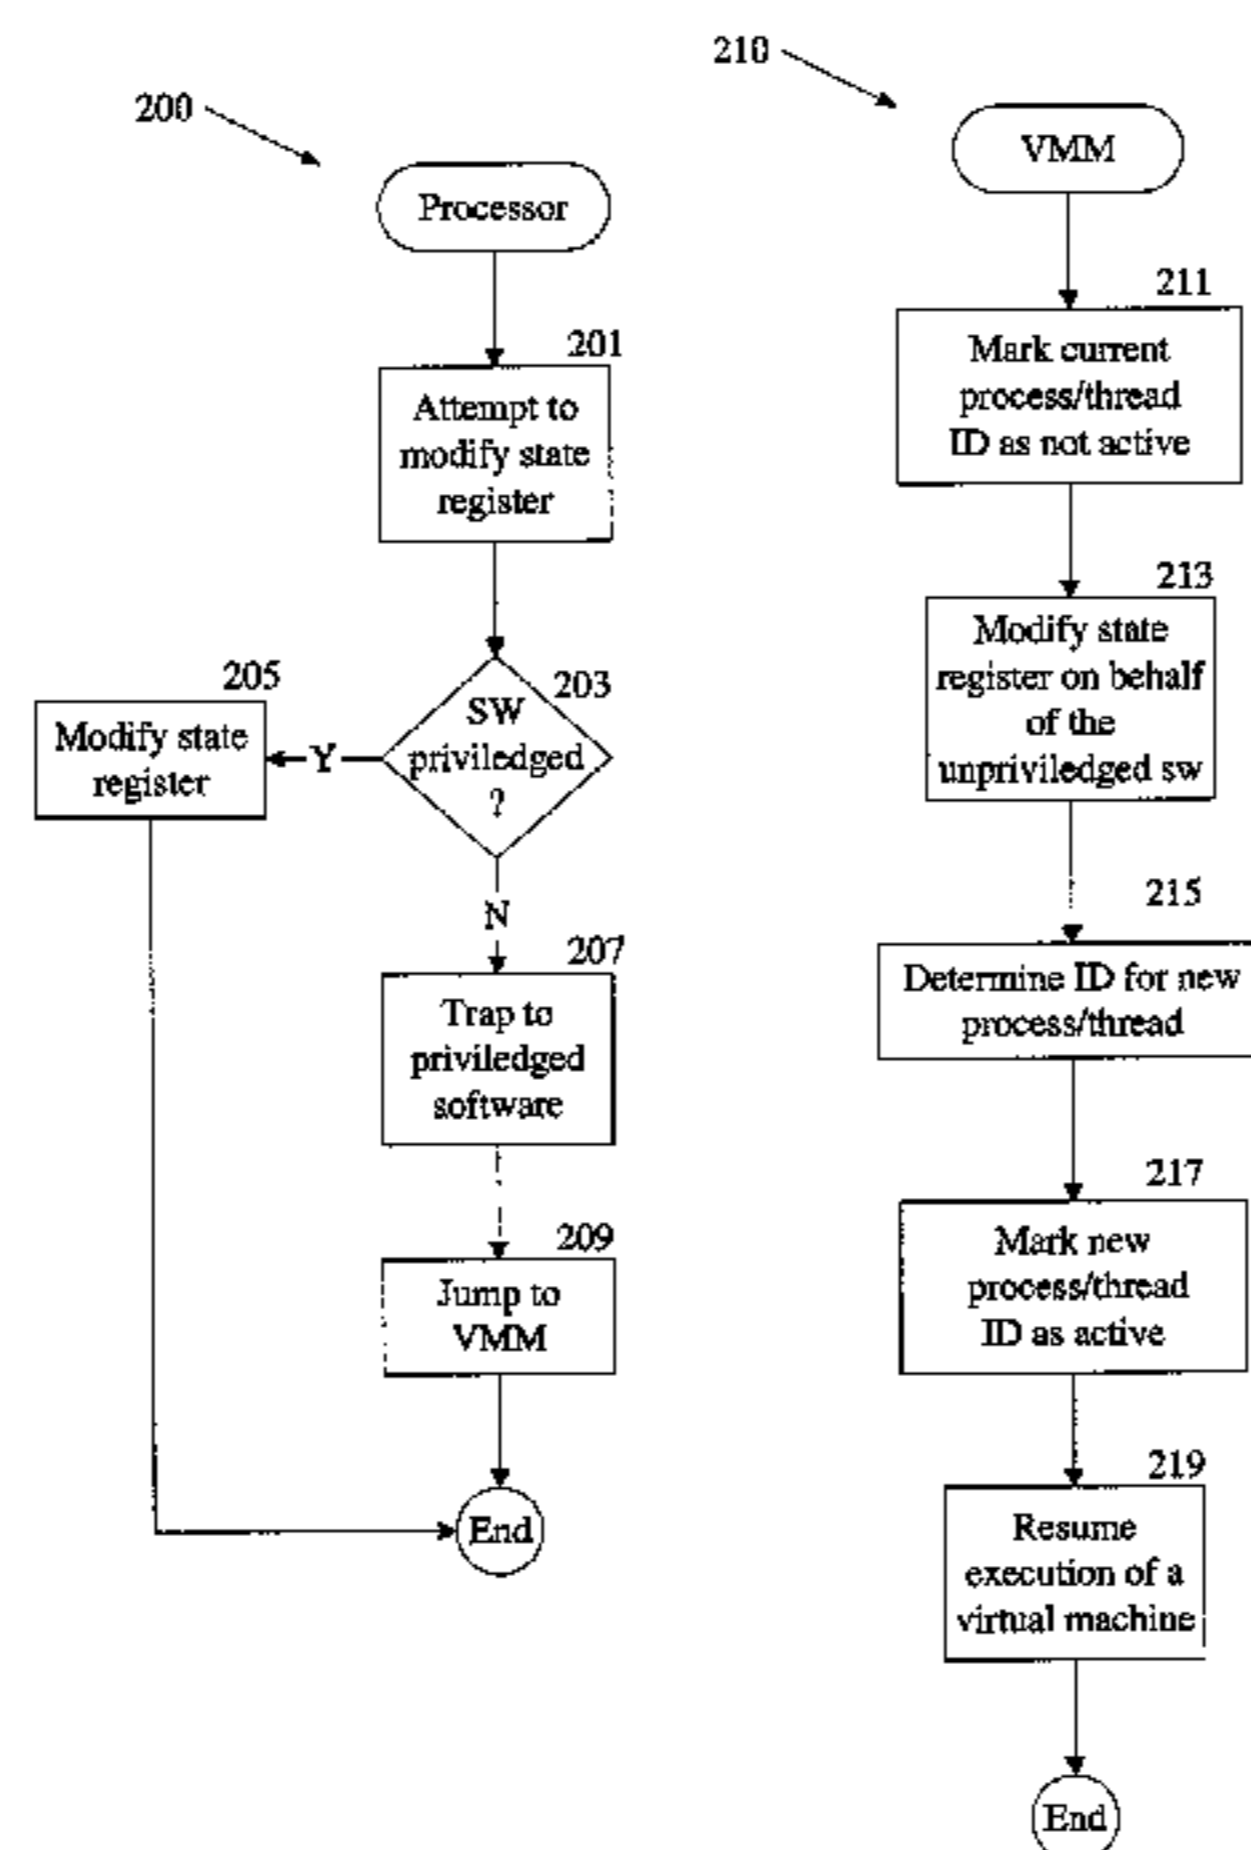 200
Processor
201
Attempt to
modify state
register
203
SW
priviledged
?
Y
205
Modify state
register
N
207
Trap to
priviledged
software
209
Jump to
VMM
End
210
VMM
211
Mark current
process/thread
ID as not active
213
Modify state
register on behalf
of the
unpriviledged sw
215
Determine ID for new
process/thread
217
Mark new
process/thread
ID as active
219
Resume
execution of a
virtual machine
End